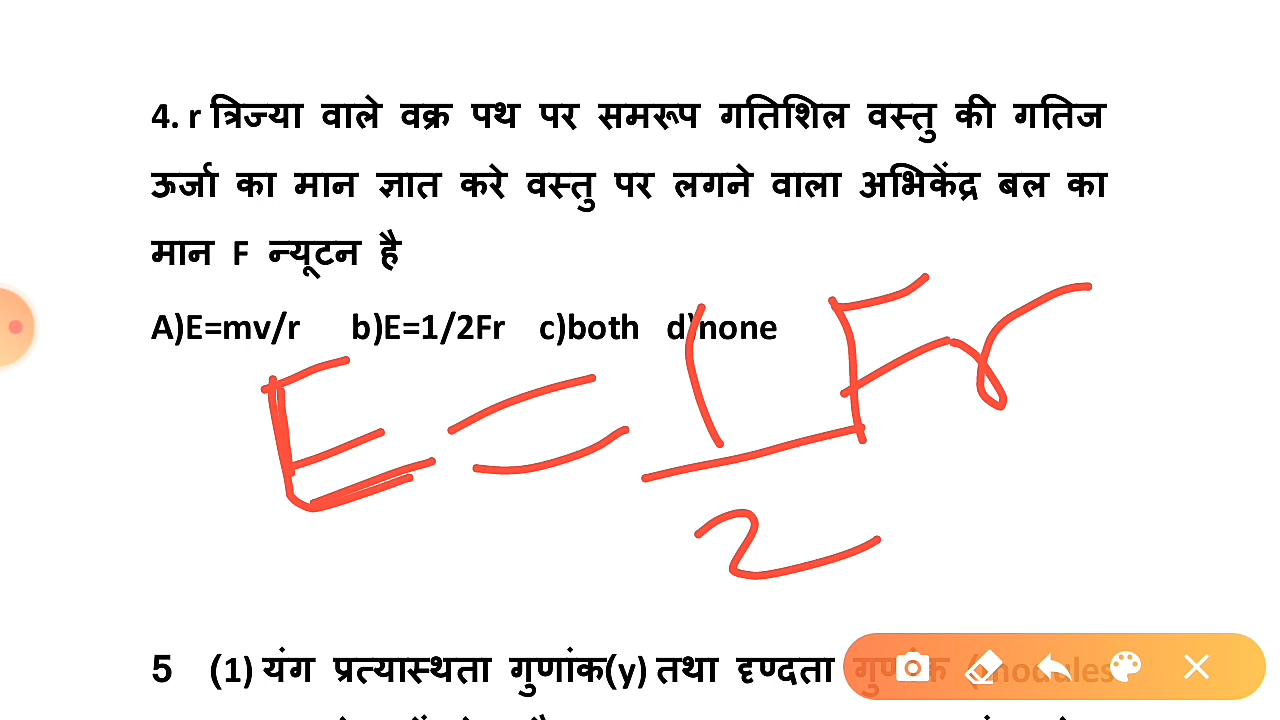 4. r त्रिज्या वाले वक्र पथ पर समरूप गतिशिल वस्तु की गतिज
ऊर्जा का मान ज्ञात करे वस्तु पर लगने वाला अभिकेंद्र बल का
मान F न्यूटन है
A)E=mv/r b)E=1/2Fr c)both d)none
E = 1/2 Fr
5 (1) यंग प्रत्यास्थता गुणांक(y) तथा दृण्दता गुणांक (modules